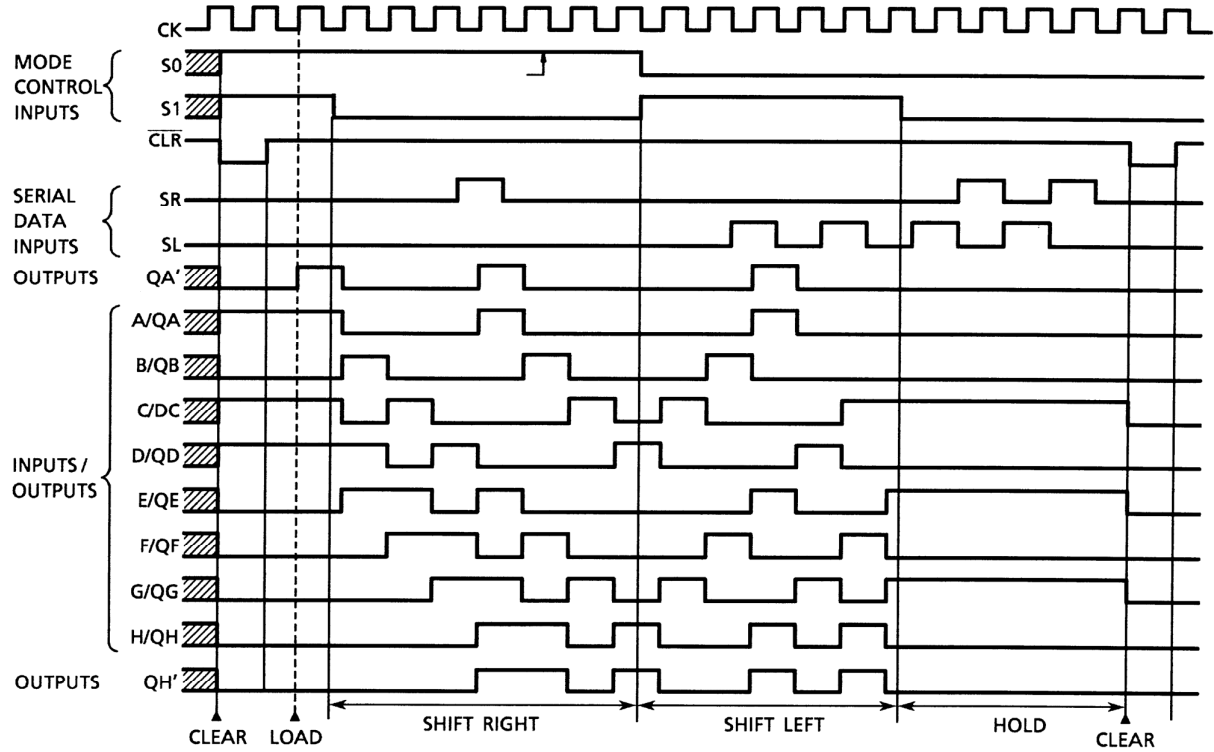 CK
MODE
CONTROL
INPUTS
S0
S1
CLR
SERIAL
DATA
INPUTS
SR
SL
OUTPUTS QA'
INPUTS/
OUTPUTS
A/QA
B/QB
C/DC
D/QD
E/QE
F/QF
G/QG
H/QH
OUTPUTS QH'
SHIFT RIGHT
SHIFT LEFT
HOLD
CLEAR
LOAD
CLEAR